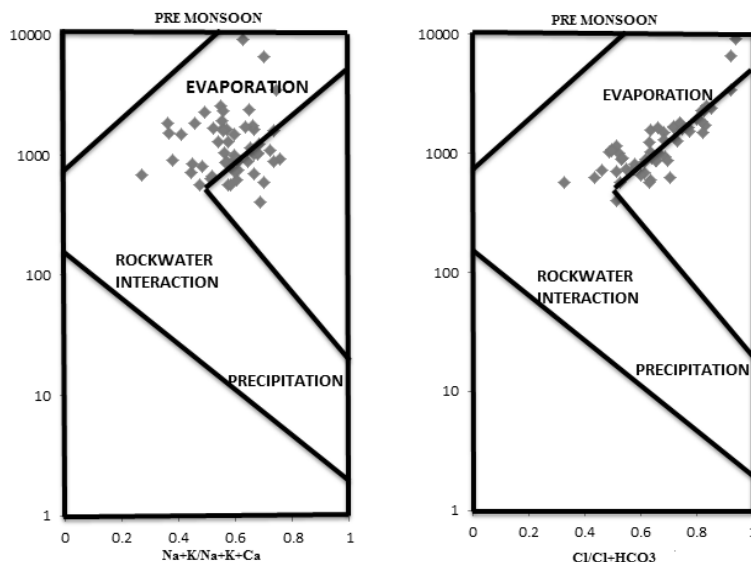 PRE MONSOON
10000
EVAPORATION
1000
100
ROCKWATER
INTERACTION
PRECIPITATION
10
1
0
0.2
0.4
0.6
0.8
1
Na+K/Na+K+Ca
PRE MONSOON
10000
EVAPORATION
1000
100
ROCKWATER
INTERACTION
PRECIPITATION
10
1
0
0.2
0.4
0.6
0.8
1
Cl/Cl+HCO3